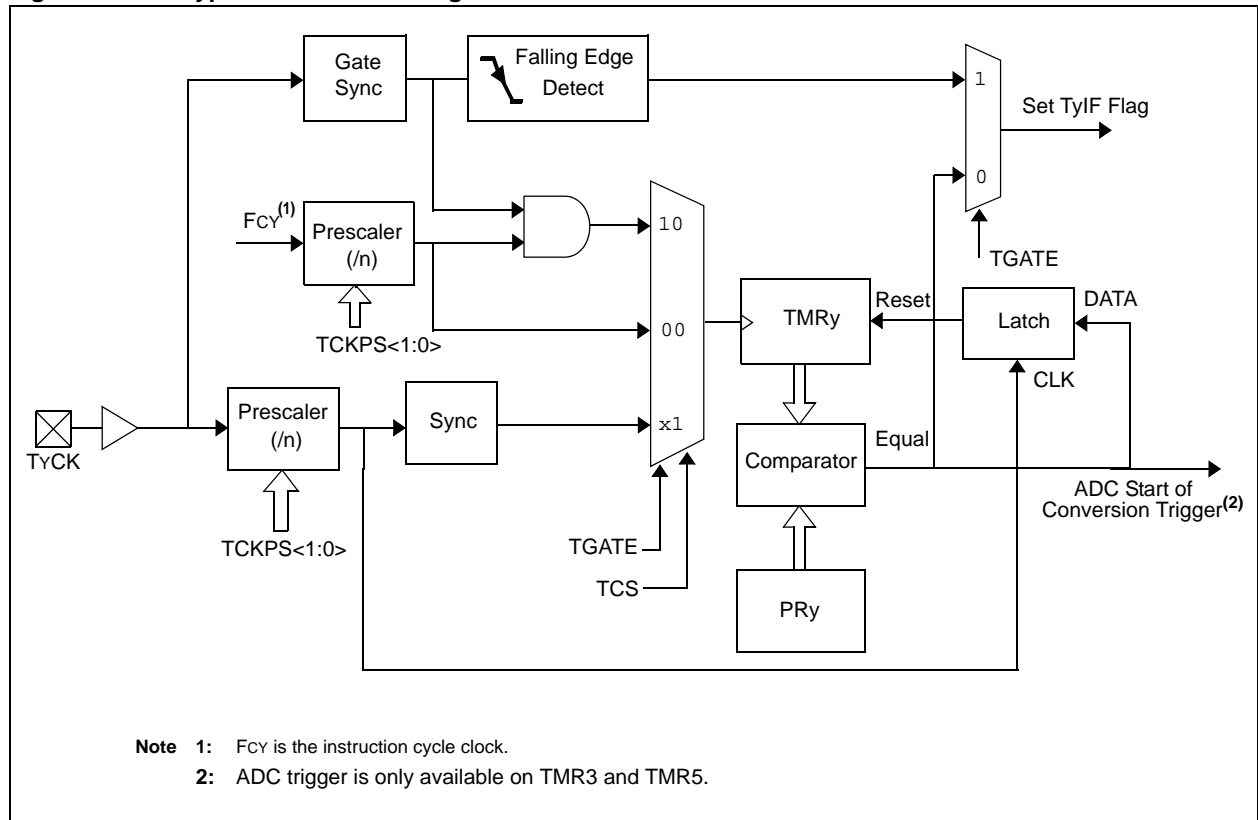 Gate
Sync
Falling Edge
Detect
1
Set TyIF Flag
0
TGATE
FCY(1)
Prescaler
(/n)
TCKPS<1:0>
10
00
x1
TMRy
Reset
Latch
DATA
CLK
TYCK
Prescaler
(/n)
TCKPS<1:0>
Sync
Comparator
Equal
ADC Start of
Conversion Trigger(2)
TGATE
TCS
PRy
Note 1: FCY is the instruction cycle clock.
2: ADC trigger is only available on TMR3 and TMR5.